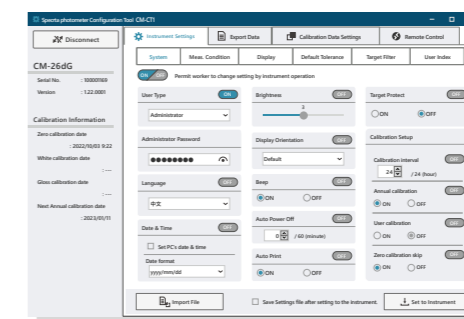 Spectra photometer Configuration Tool CM-CT1
Disconnect
CM-26dG
Serial No. : 10000169
Version : 1.22.0001
Calibration Information
Zero calibration date
: 2022/10/03 9:22
White calibration date
: ---
Gloss calibration date
: ---
Next Annual calibration date
: 2023/01/11
Instrument Settings
Export Data
Calibration Data Settings
Remote Control
System
Meas. Condition
Display
Default Tolerance
Target Filter
User Index
ON OFF Permit worker to change setting by instrument operation
User Type ON
Administrator
Administrator Password
Language OFF
中文
Date & Time OFF
Set PC's date & time
Date format
yyyy/mm/dd
Brightness OFF
3
Display Orientation OFF
Default
Beep OFF
ON OFF
Auto Power Off OFF
0 / 60 (minute)
Auto Print OFF
ON OFF
Target Protect OFF
ON OFF
Calibration Setup
Calibration interval OFF
24 / 24 (hour)
Annual calibration OFF
ON OFF
User calibration OFF
ON OFF
Zero calibration skip OFF
ON OFF
Import File
Save Settings file after setting to the instrument.
Set to Instrument